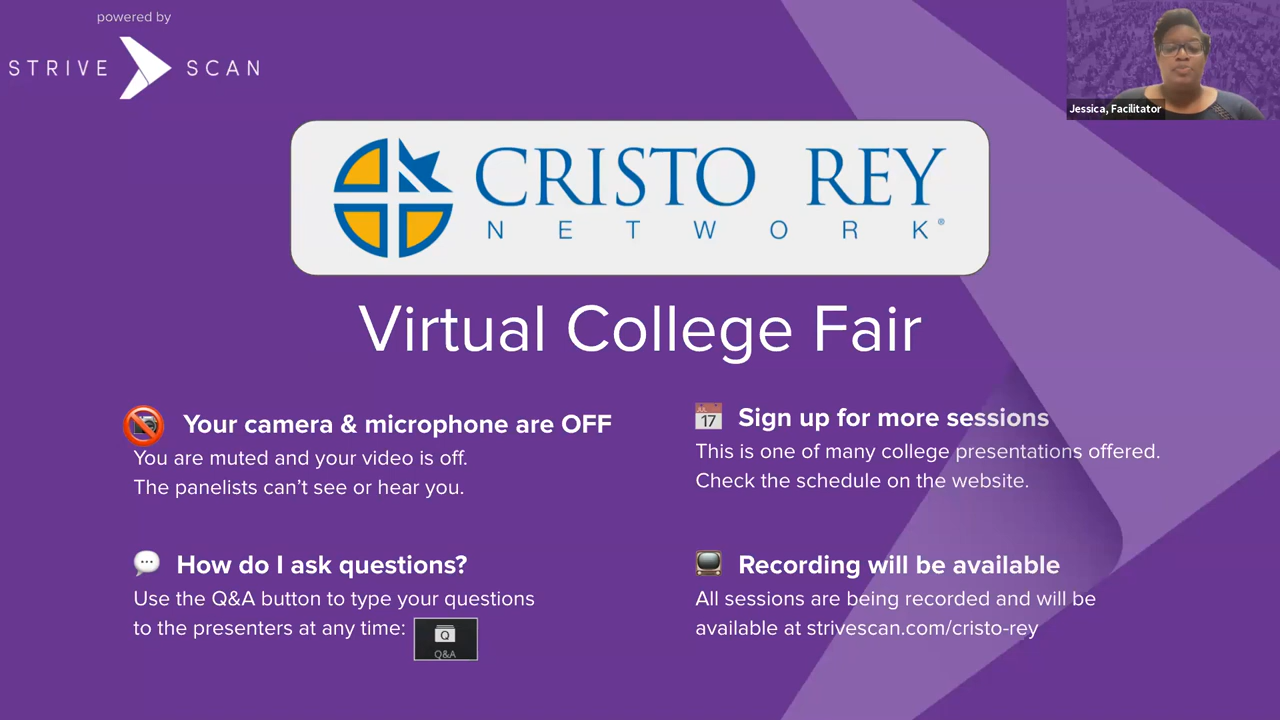 powered by
STRIVE SCAN
Jessica, Facilitator
CRISTO REY
NETWORK®
Virtual College Fair
Your camera & microphone are OFF
You are muted and your video is off.
The panelists can’t see or hear you.
JUL
17
Sign up for more sessions
This is one of many college presentations offered.
Check the schedule on the website.
How do I ask questions?
Use the Q&A button to type your questions
to the presenters at any time:
Q
Q&A
Recording will be available
All sessions are being recorded and will be
available at strivescan.com/cristo-rey